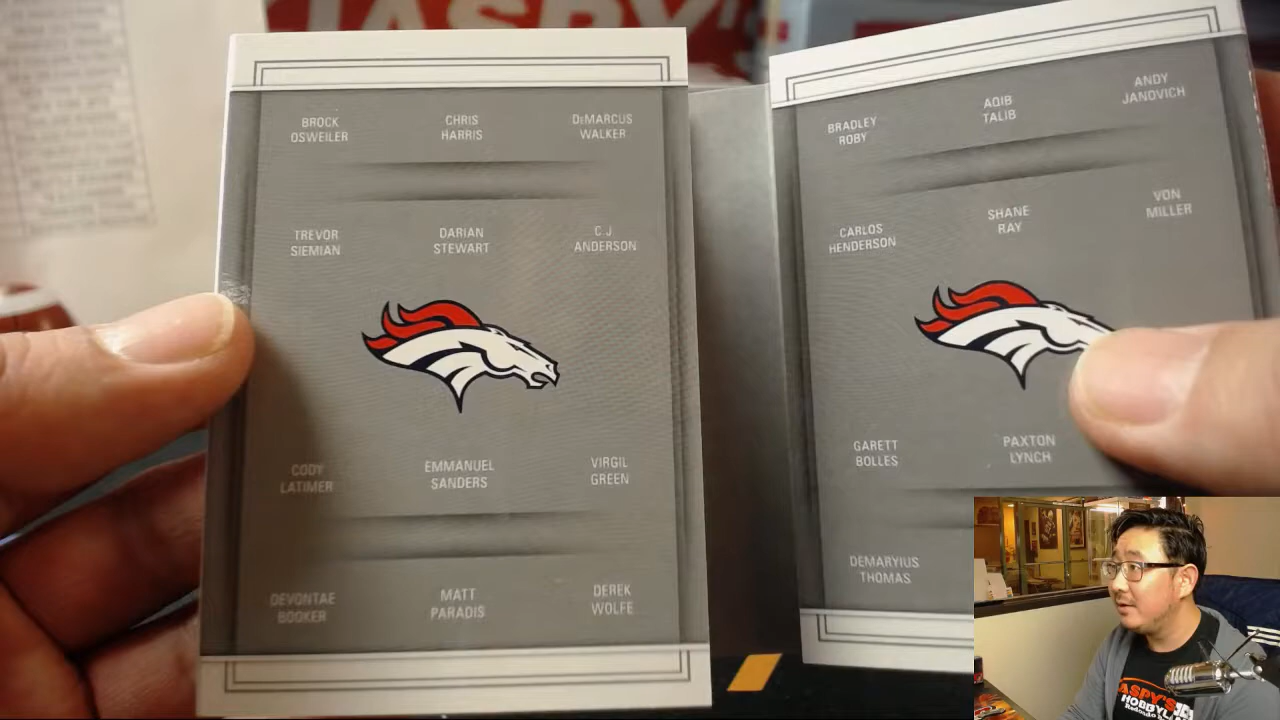 JASPY'S
BROCK
OSWEILER
CHRIS
HARRIS
DeMARCUS
WALKER
TREVOR
SIEMIAN
DARIAN
STEWART
C.J.
ANDERSON
CODY
LATIMER
EMMANUEL
SANDERS
VIRGIL
GREEN
DEVONTAE
BOOKER
MATT
PARADIS
DEREK
WOLFE
BRADLEY
ROBY
AQIB
TALIB
ANDY
JANOVICH
CARLOS
HENDERSON
SHANE
RAY
VON
MILLER
GARETT
BOLLES
PAXTON
LYNCH
DEMARYIUS
THOMAS